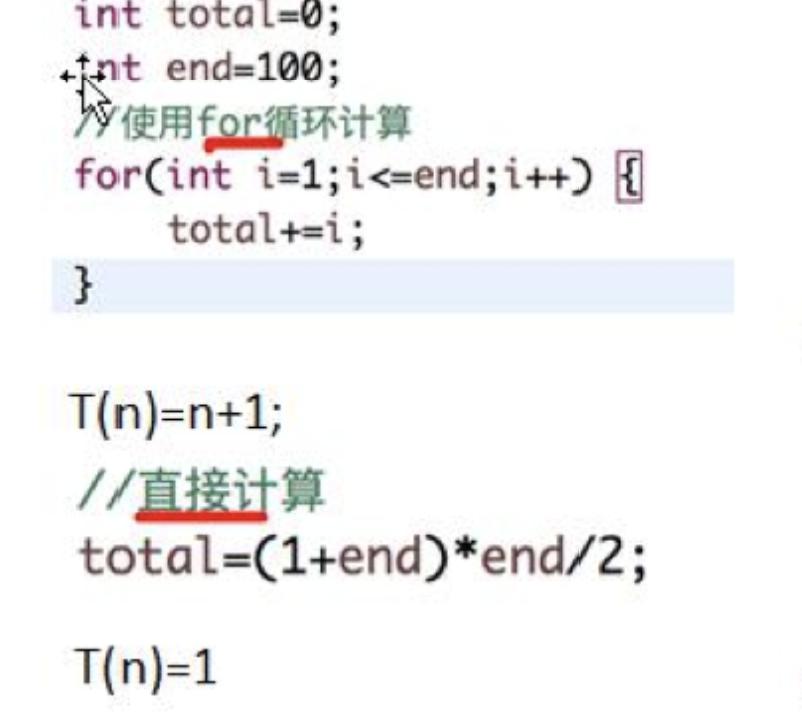 int total=0;
int end=100;
//使用for循环计算
for(int i=1;i<=end;i++) {
total+=i;
}
T(n)=n+1;
//直接计算
total=(1+end)*end/2;
T(n)=1